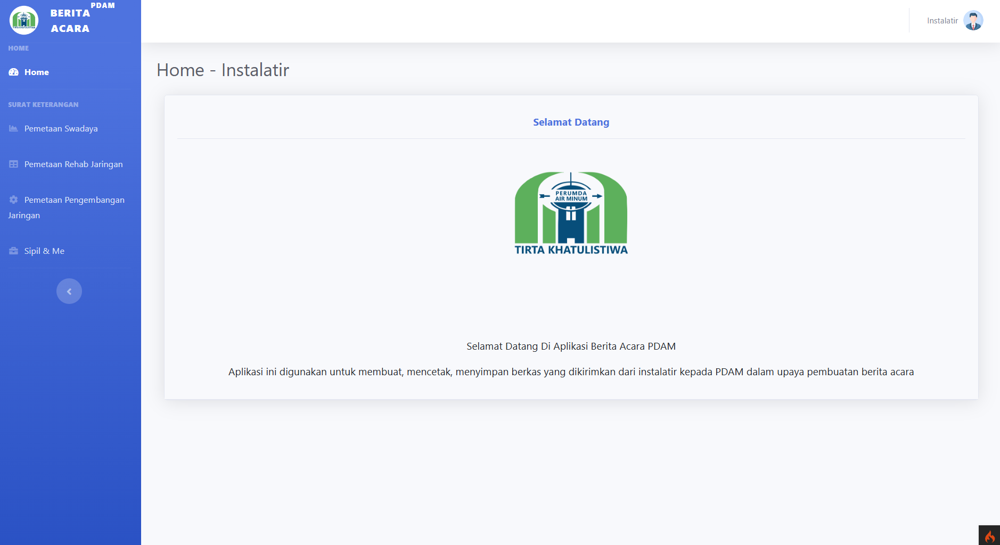 BERITA PDAM
ACARA
TIRTA KHATULISTIWA
HOME
Home
SURAT KETERANGAN
Pemetaan Swadaya
Pemetaan Rehab Jaringan
Pemetaan Pengembangan
Jaringan
Sipil & Me
Instalatir
Home - Instalatir
Selamat Datang
PERUMDA
AIR MINUM
TIRTA KHATULISTIWA
Selamat Datang Di Aplikasi Berita Acara PDAM
Aplikasi ini digunakan untuk membuat, mencetak, menyimpan berkas yang dikirimkan dari instalatir kepada PDAM dalam upaya pembuatan berita acara